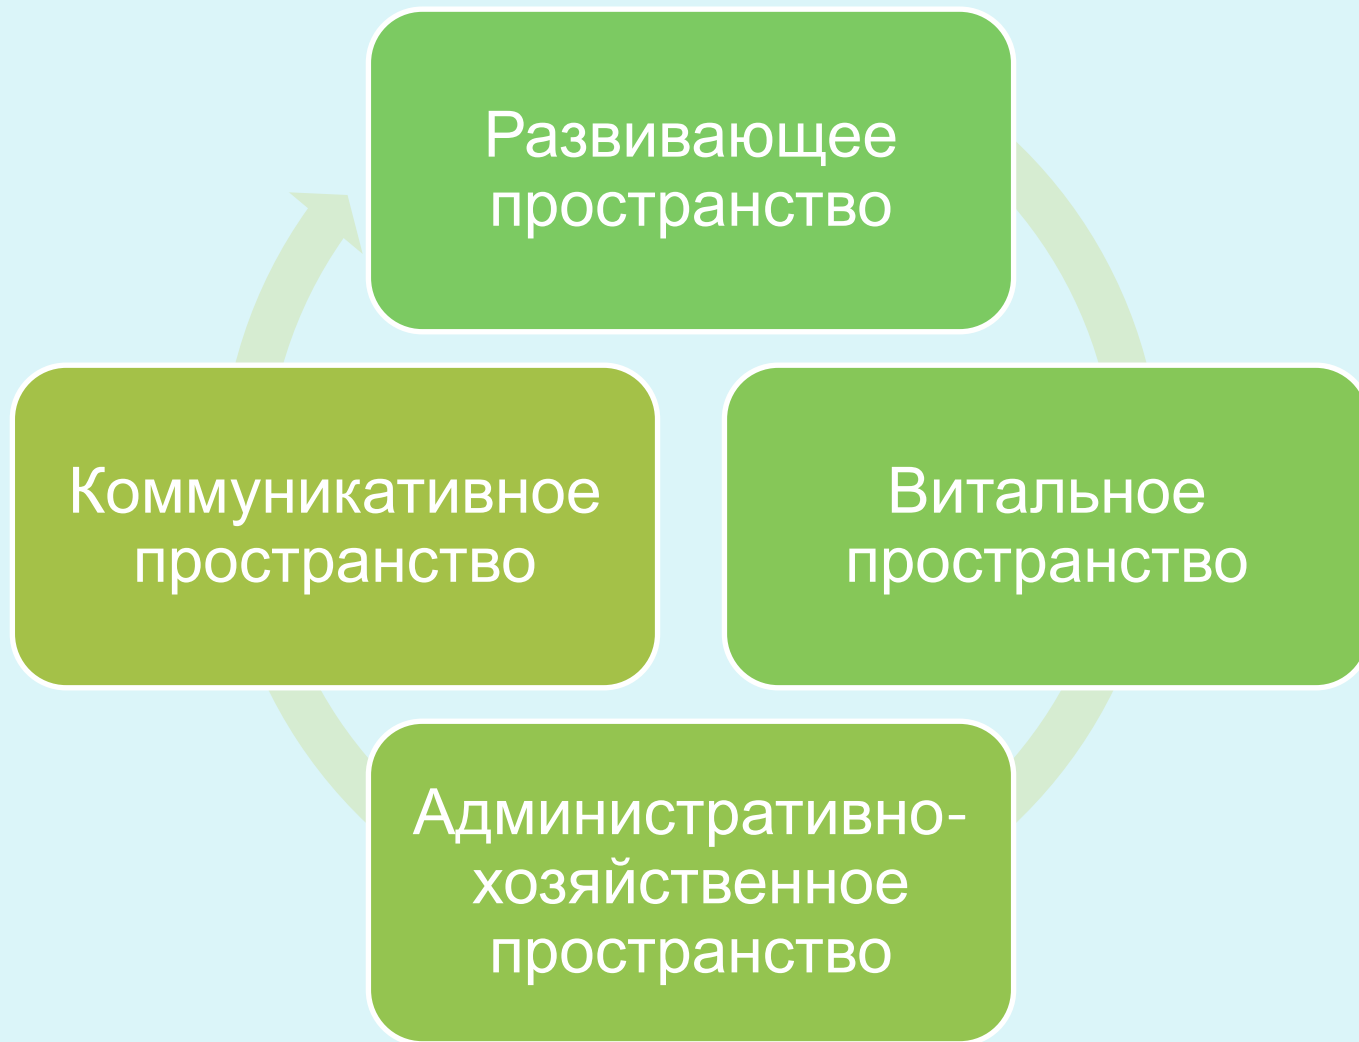 Развивающее
пространство
Коммуникативное
пространство
Витальное
пространство
Административно-
хозяйственное
пространство